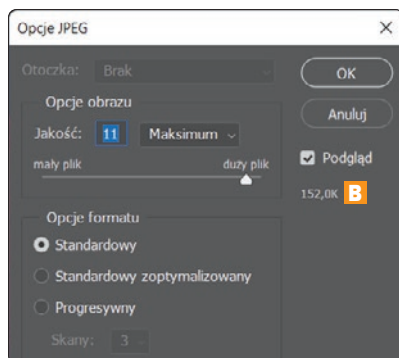 Opcje JPEG
Otoczka: Brak
OK
Opcje obrazu
Anuluj
Jakość: 11 Maksimum
mały plik duży plik
Podgląd
152,0K B
Opcje formatu
Standardowy
Standardowy zoptymalizowany
Progresywny
Skany: 3